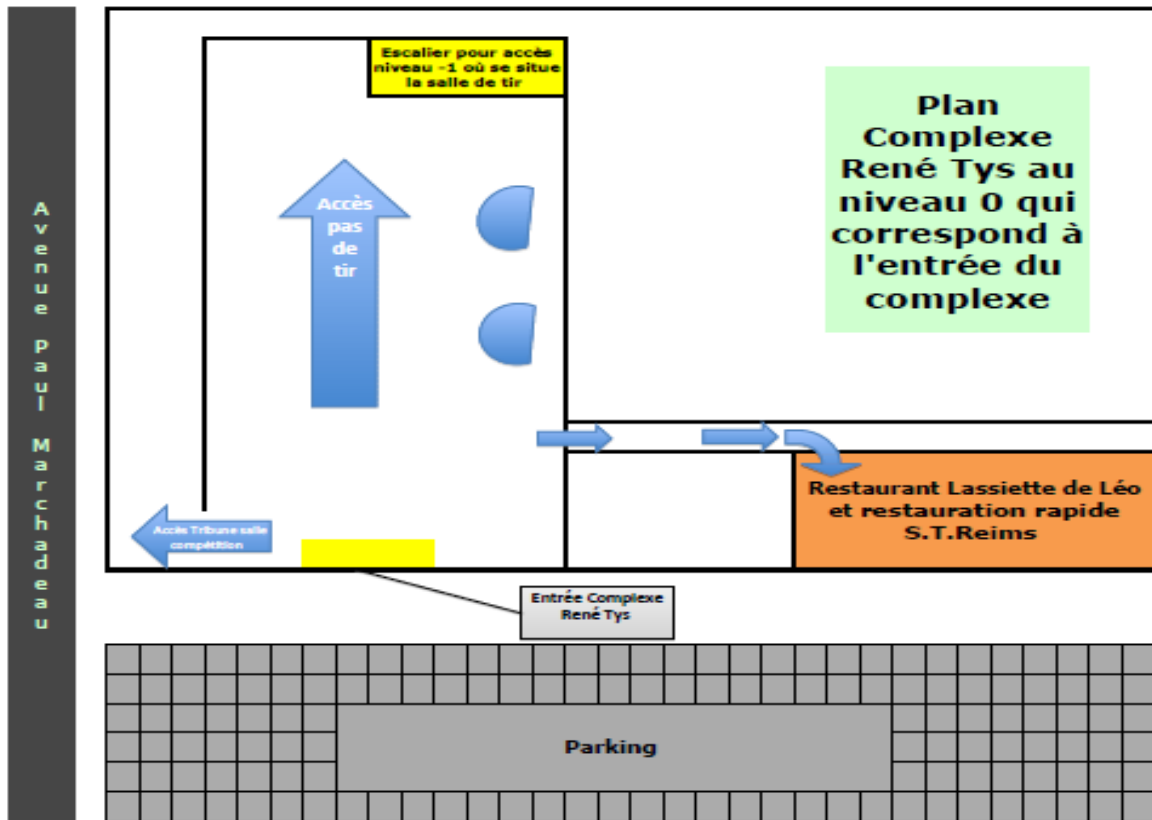 Avenue Paul Marchadeau
Escalier pour accès
niveau -1 où se situe
la salle de tir
Plan
Complexe
René Tys au
niveau 0 qui
correspond à
l'entrée du
complexe
Accès
pas
de
tir
Restaurant Lassiette de Léo
et restauration rapide
S.T.Reims
Accès Tribune salle
compétition
Entrée Complexe
René Tys
Parking